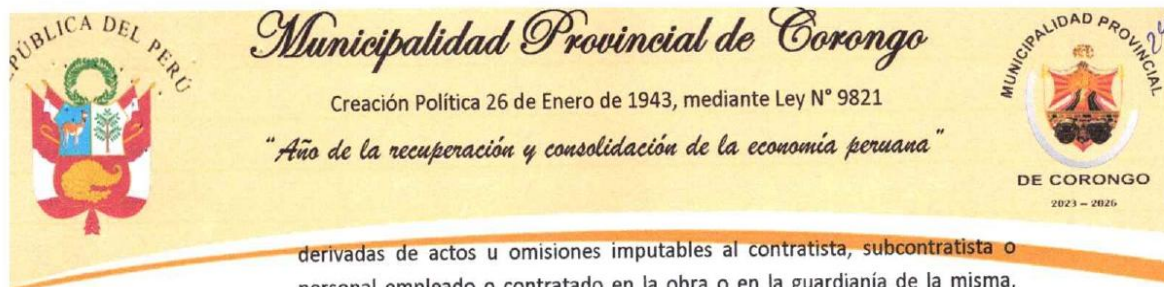 REPÚBLICA DEL PERÚ
Municipalidad Provincial de Corongo
Creación Política 26 de Enero de 1943, mediante Ley N° 9821
"Año de la recuperación y consolidación de la economía peruana"
MUNICIPALIDAD PROVINCIAL
DE CORONGO
2023 – 2026
derivadas de actos u omisiones imputables al contratista, subcontratista o
personal empleado o contratado en la obra o en la guardianía de la misma,